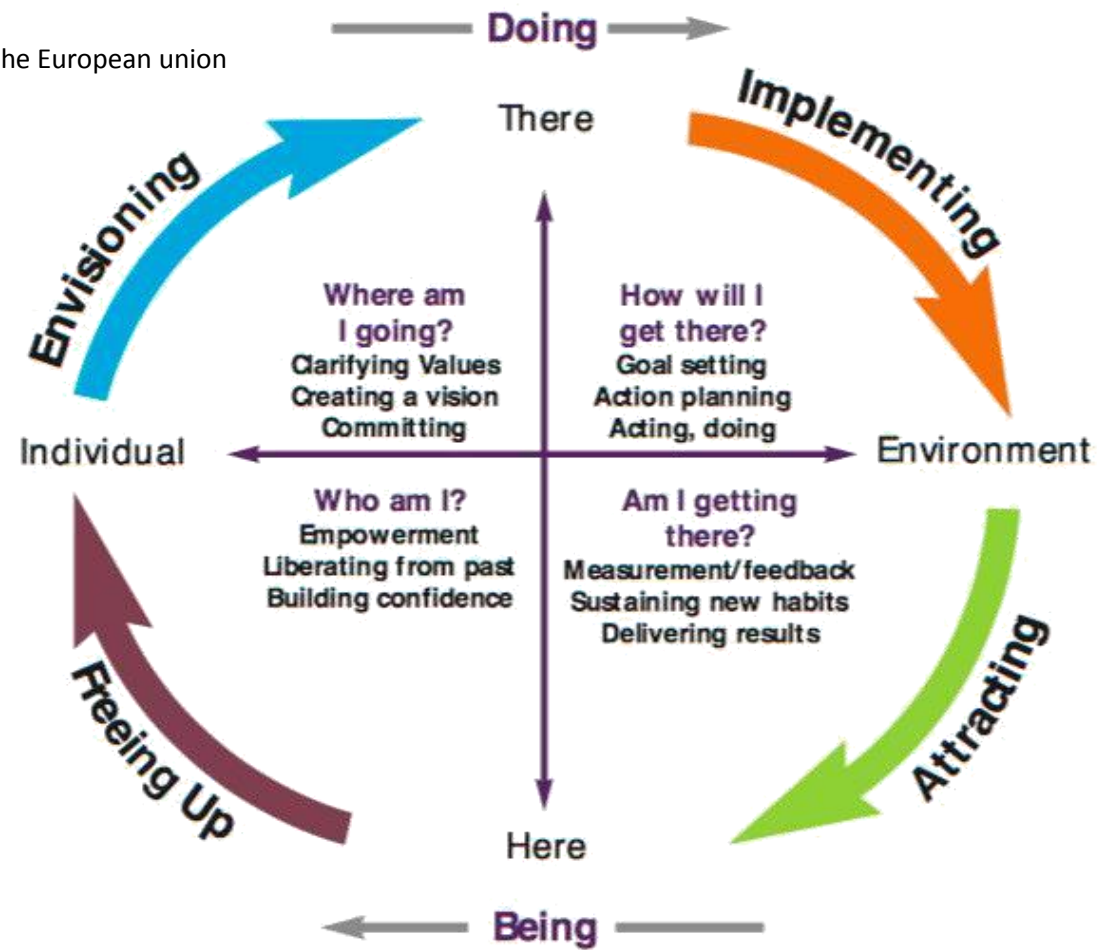 Doing
he European union
There
Implementing
Envisioning
Where am
I going?
Clarifying Values
Creating a vision
Committing
How will I
get there?
Goal setting
Action planning
Acting, doing
Individual
Environment
Who am I?
Empowerment
Liberating from past
Building confidence
Am I getting
there?
Measurement/feedback
Sustaining new habits
Delivering results
Freeing Up
Attracting
Here
Being